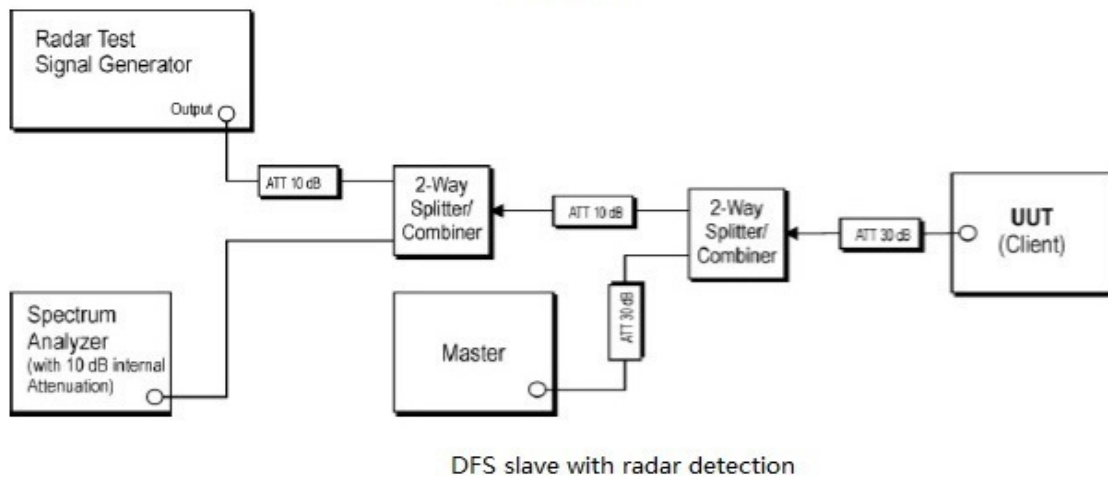 Radar Test
Signal Generator
Output
ATT 10 dB
2-Way
Splitter/
Combiner
ATT 10 dB
2-Way
Splitter/
Combiner
ATT 30 dB
UUT
(Client)
Spectrum
Analyzer
(with 10 dB internal
Attenuation)
Master
ATT 30 dB
DFS slave with radar detection